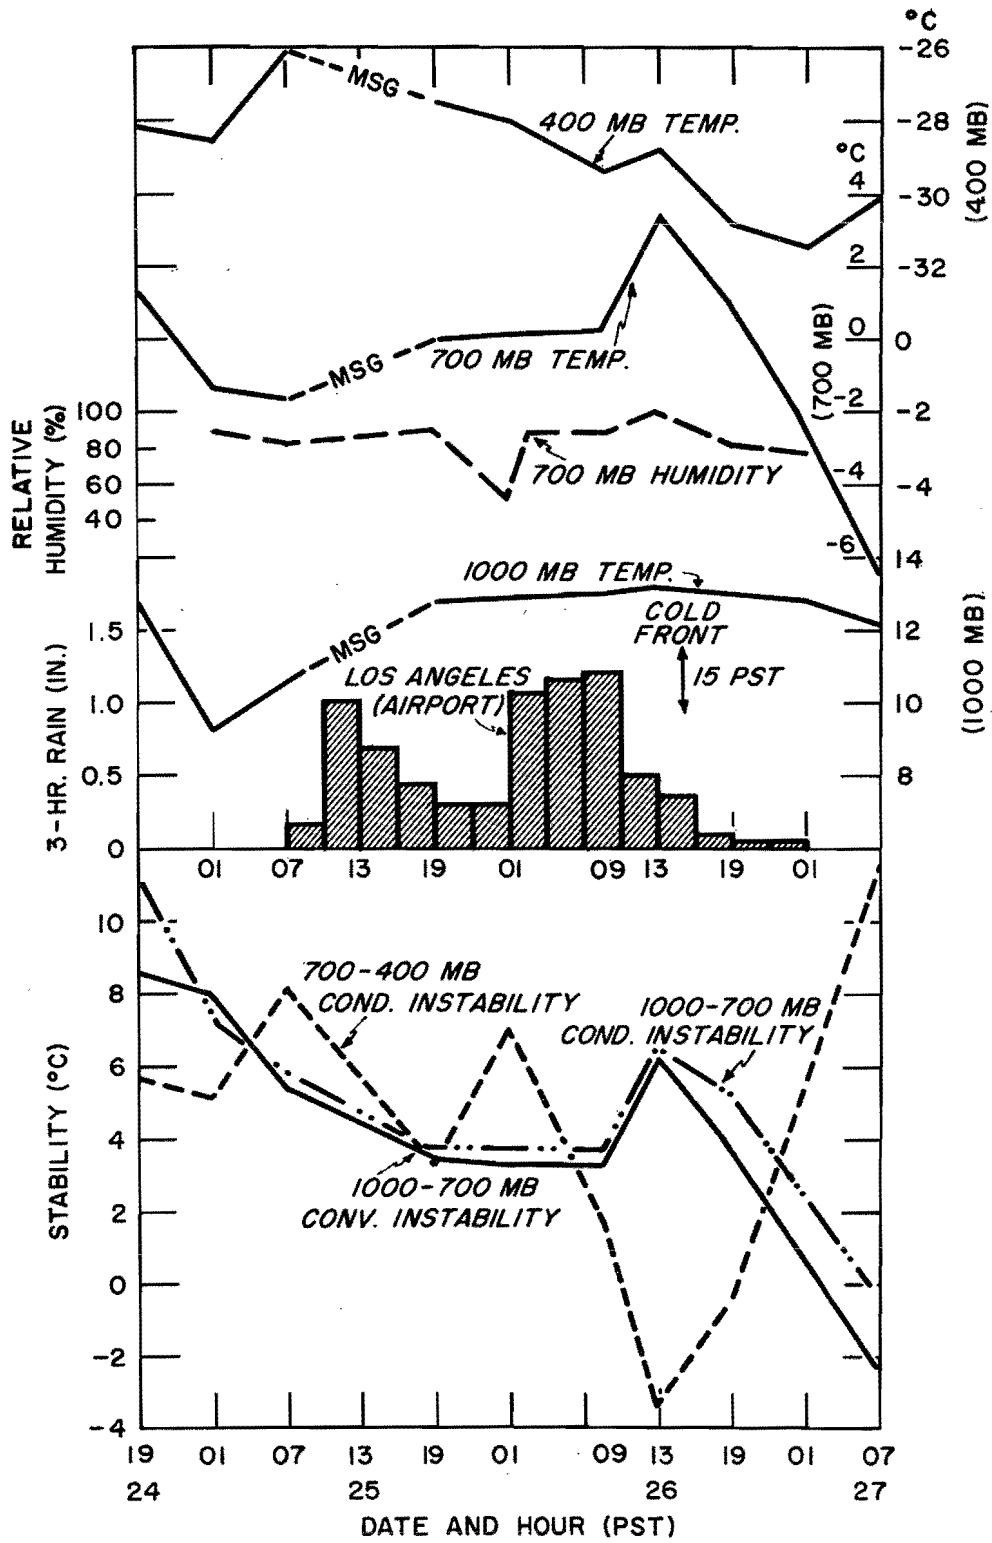 °C
-26
MSG
400 MB TEMP.
-28
(400 MB)
°C
4
-30
2
-32
(700 MB)
0
0
700 MB TEMP.
MSG
RELATIVE
HUMIDITY (%)
100
-2
-2
80
700 MB HUMIDITY
60
-4
-4
40
-6
14
1000 MB TEMP.
COLD
FRONT
1.5
12
MSG
15 PST
LOS ANGELES
(AIRPORT)
3-HR. RAIN (IN.)
1.0
10
(1000 MB)
0.5
8
0
01 07 13 19 01 09 13 19 01
10
700-400 MB
COND. INSTABILITY
8
1000-700 MB
COND. INSTABILITY
STABILITY (°C)
6
4
1000-700 MB
CONV. INSTABILITY
2
0
-2
-4
19 01 07 13 19 01 09 13 19 01 07
24 25 26 27
DATE AND HOUR (PST)